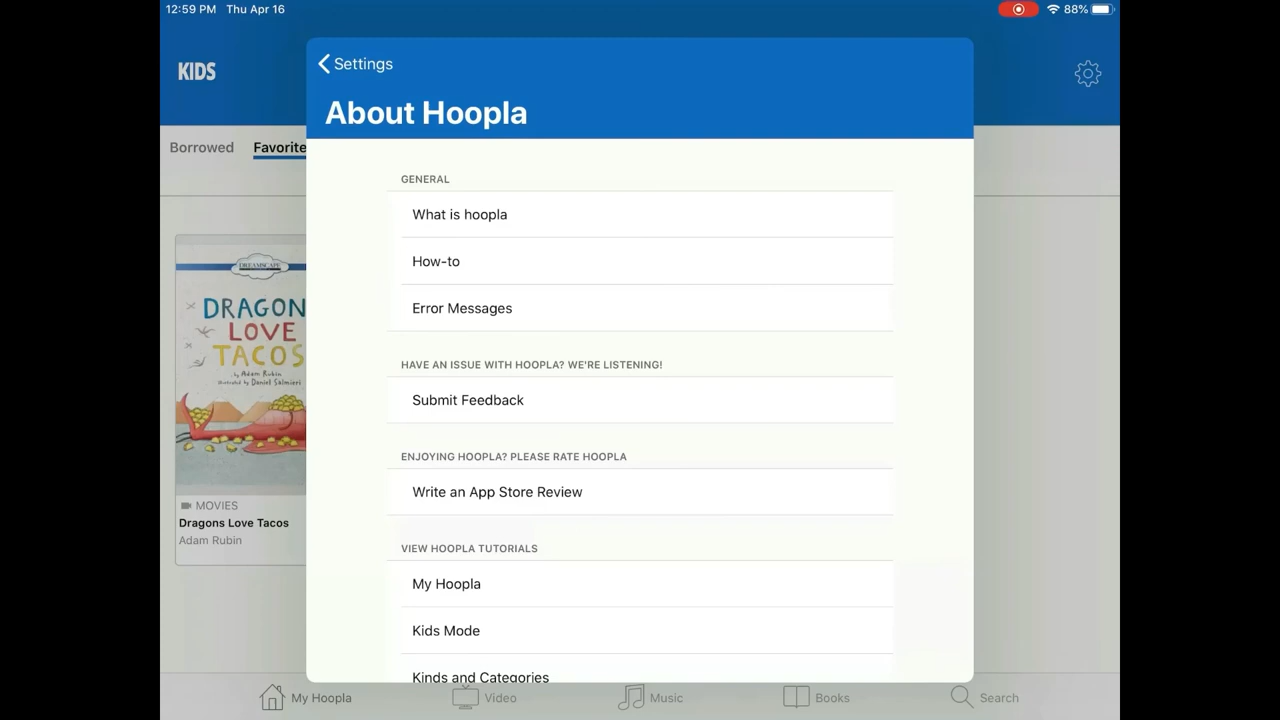 12:59 PM Thu Apr 16
88%
KIDS
Settings
About Hoopla
Borrowed
Favorite
GENERAL
What is hoopla
How-to
Error Messages
HAVE AN ISSUE WITH HOOPLA? WE'RE LISTENING!
Submit Feedback
ENJOYING HOOPLA? PLEASE RATE HOOPLA
Write an App Store Review
VIEW HOOPLA TUTORIALS
My Hoopla
Kids Mode
Kinds and Categories
DREAMSCAPE
DRAGON
LOVE
TACOS
by Adam Rubin
illustrated by Daniel Salmieri
MOVIES
Dragons Love Tacos
Adam Rubin
My Hoopla
Video
Music
Books
Search